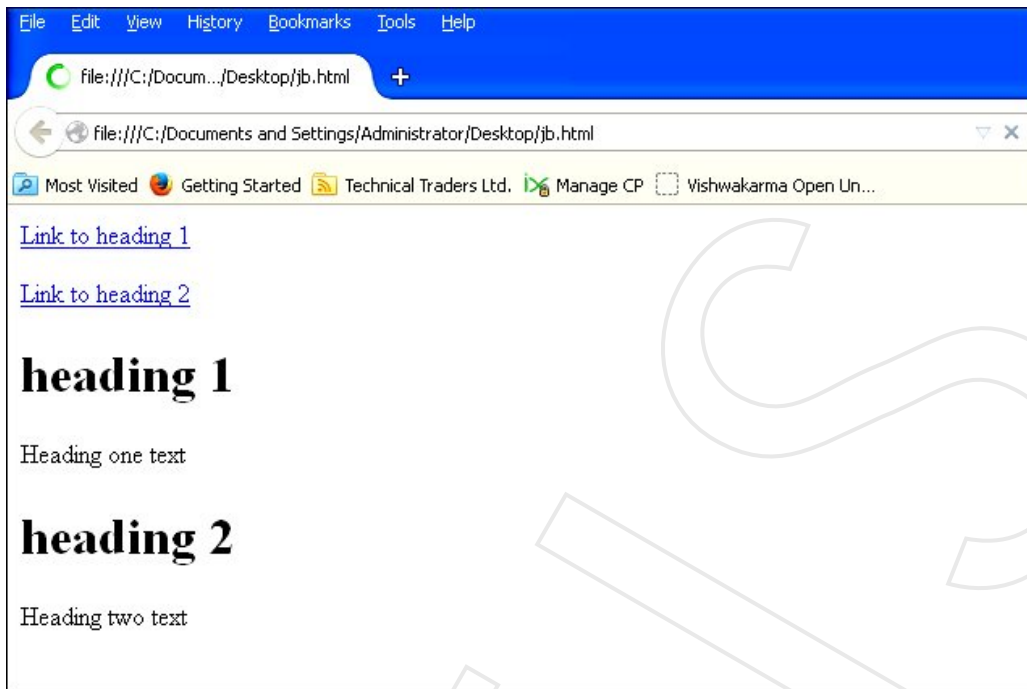 File Edit View History Bookmarks Tools Help
file:///C:/Docum.../Desktop/jb.html
file:///C:/Documents and Settings/Administrator/Desktop/jb.html
Most Visited Getting Started Technical Traders Ltd. Manage CP Vishwakarma Open Un...
Link to heading 1
Link to heading 2
heading 1
Heading one text
heading 2
Heading two text